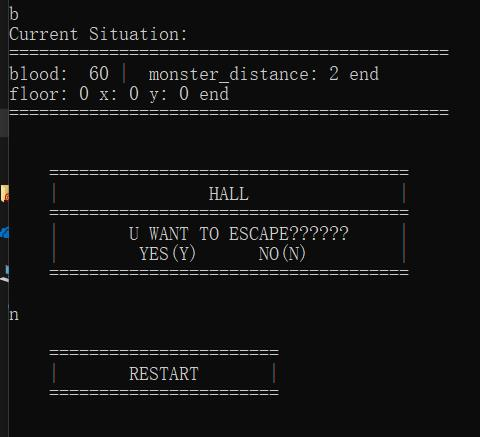 b
Current Situation:
============================================
blood:  60 |  monster_distance: 2 end
floor: 0 x: 0 y: 0 end
============================================
====================================
|               HALL               |
====================================
|       U WANT TO ESCAPE??????     |
|        YES(Y)      NO(N)         |
====================================
n
=======================
|       RESTART       |
=======================